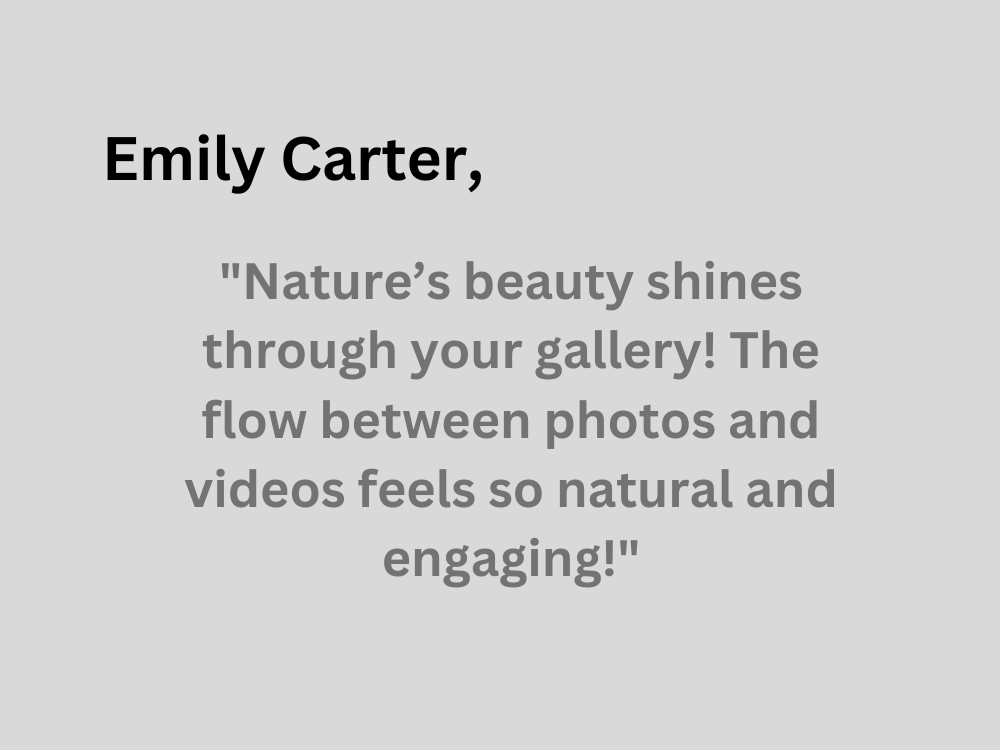 Emily Carter,
"Nature’s beauty shines
through your gallery! The
flow between photos and
videos feels so natural and
engaging!"